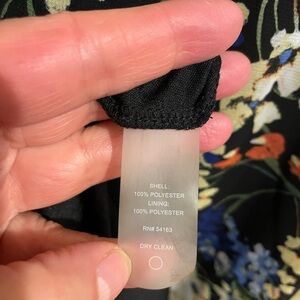 SHELL
100% POLYESTER
LINING:
100% POLYESTER
RN# 54163
DRY CLEAN